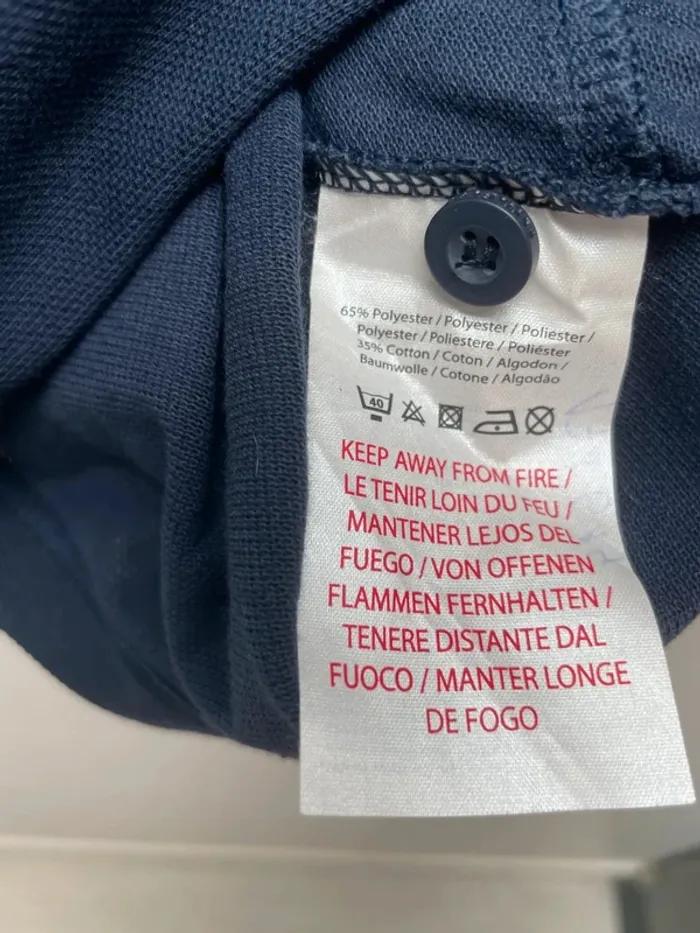 65% Polyester / Polyester / Poliéster /
Polyester / Poliestere / Poliéster
35% Cotton / Coton / Algodon /
Baumwolle / Cotone / Algodão
40
KEEP AWAY FROM FIRE /
LE TENIR LOIN DU FEU /
MANTENER LEJOS DEL
FUEGO / VON OFFENEN
FLAMMEN FERNHALTEN /
TENERE DISTANTE DAL
FUOCO / MANTER LONGE
DE FOGO